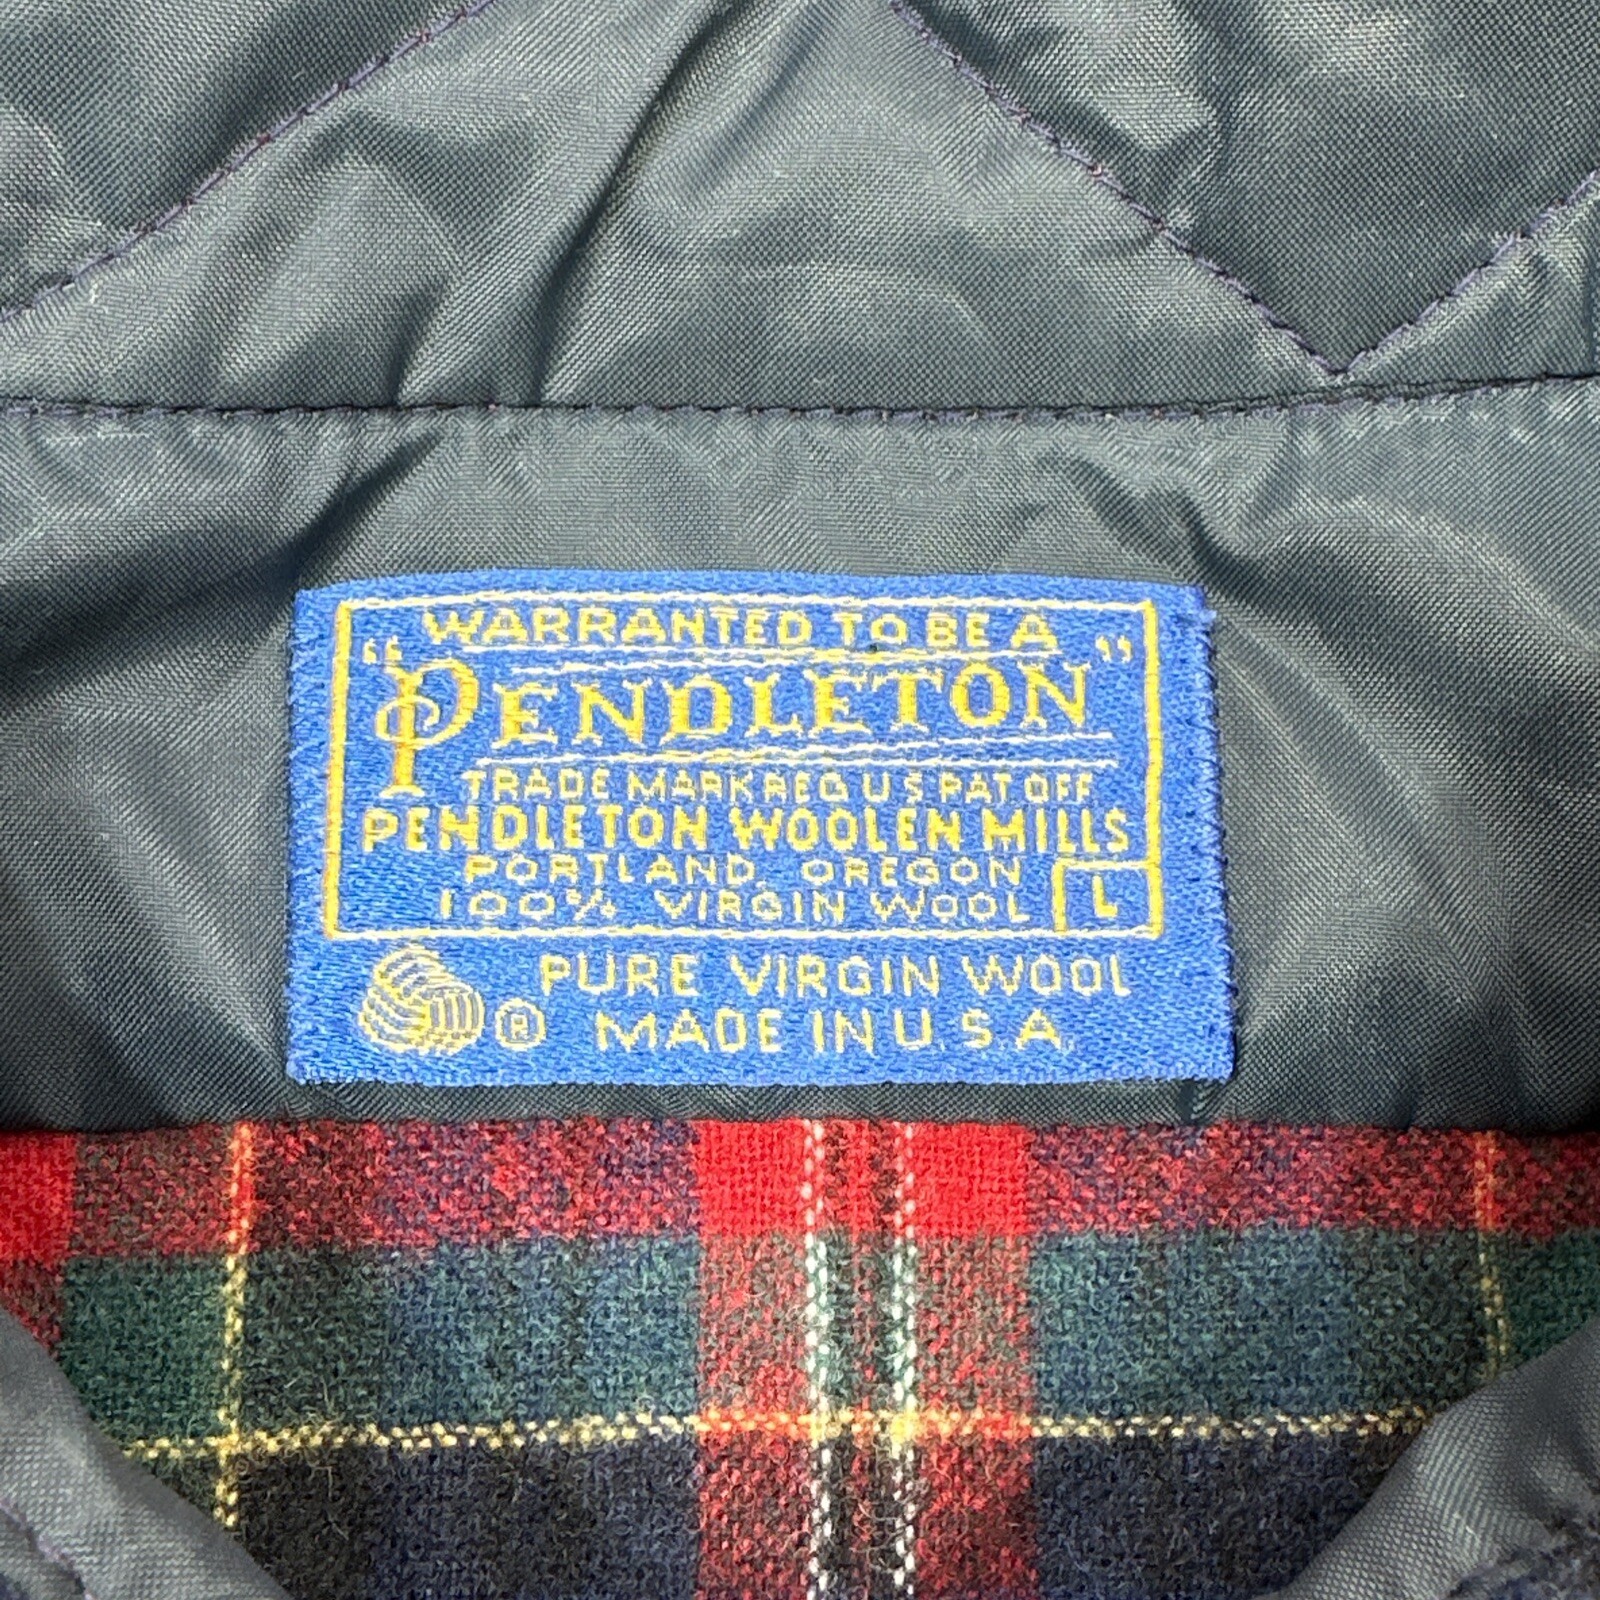 WARRANTED TO BE A
"PENDLETON"
TRADE MARK REG U S PAT OFF
PENDLETON WOOLEN MILLS
PORTLAND, OREGON
100% VIRGIN WOOL L
PURE VIRGIN WOOL
® MADE IN U.S.A.